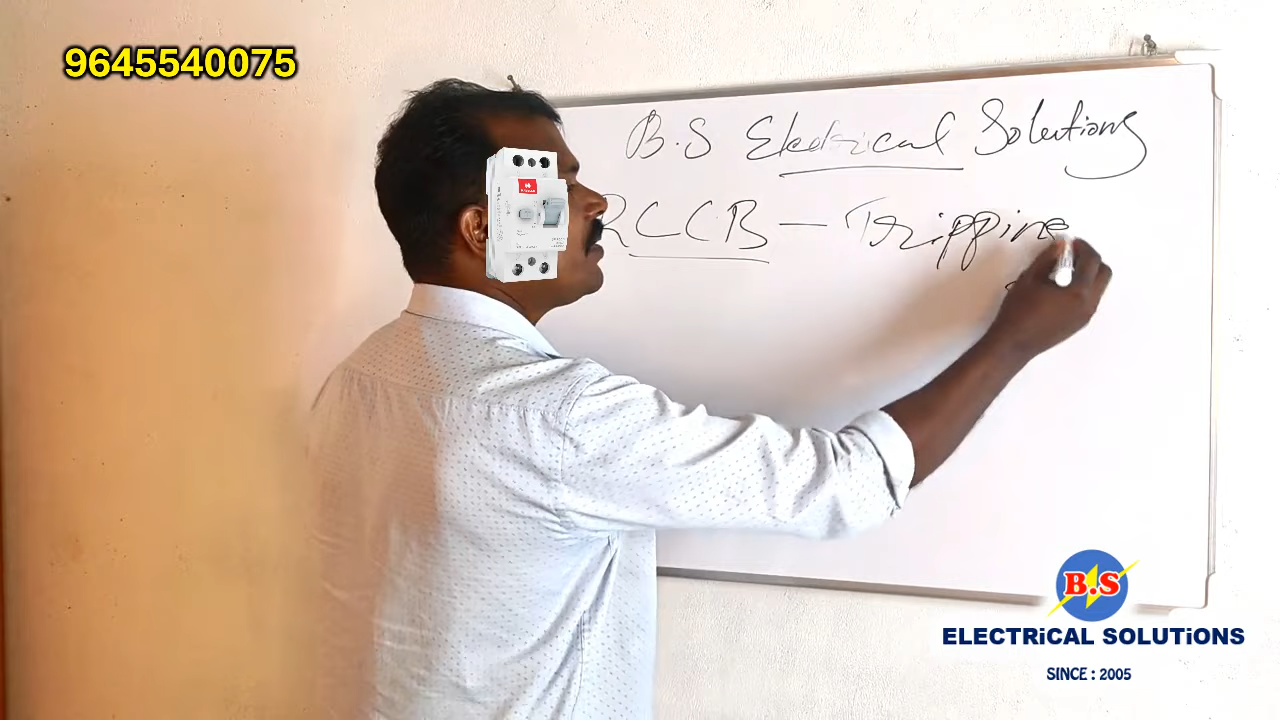 9645540075
B.S Electrical Solutions
RCCB - Tripping
B.S
ELECTRiCAL SOLUTiONS
SINCE : 2005